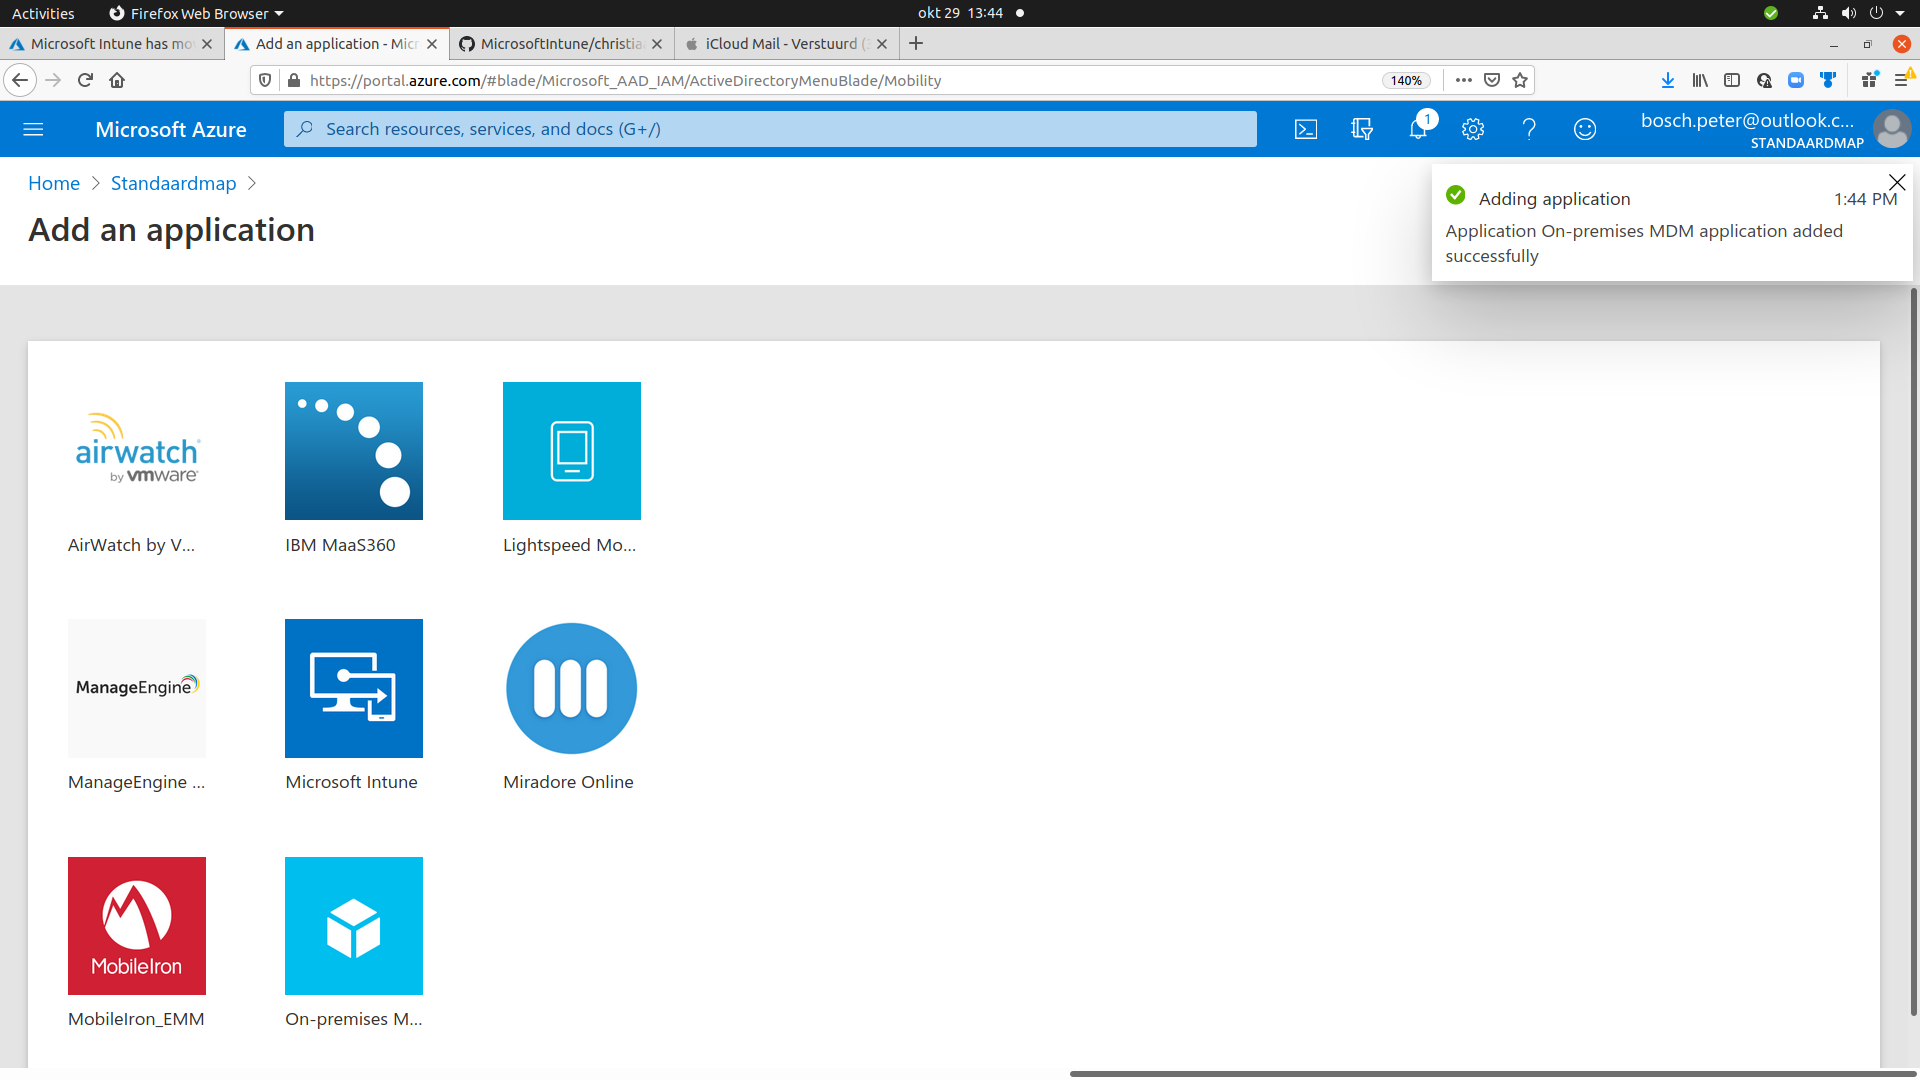 Activities
Firefox Web Browser
okt 29 13:44
Microsoft Intune has mo
Add an application - Micr
MicrosoftIntune/christia
iCloud Mail - Verstuurd (
https://portal.azure.com/#blade/Microsoft_AAD_IAM/ActiveDirectoryMenuBlade/Mobility
140%
Microsoft Azure
Search resources, services, and docs (G+/)
1
bosch.peter@outlook.c...
STANDAARDMAP
Home
Standaardmap
Add an application
Adding application
1:44 PM
Application On-premises MDM application added
successfully
airwatch
by vmware
AirWatch by V...
IBM MaaS360
Lightspeed Mo...
ManageEngine
ManageEngine ...
Microsoft Intune
Miradore Online
MobileIron
MobileIron_EMM
On-premises M...